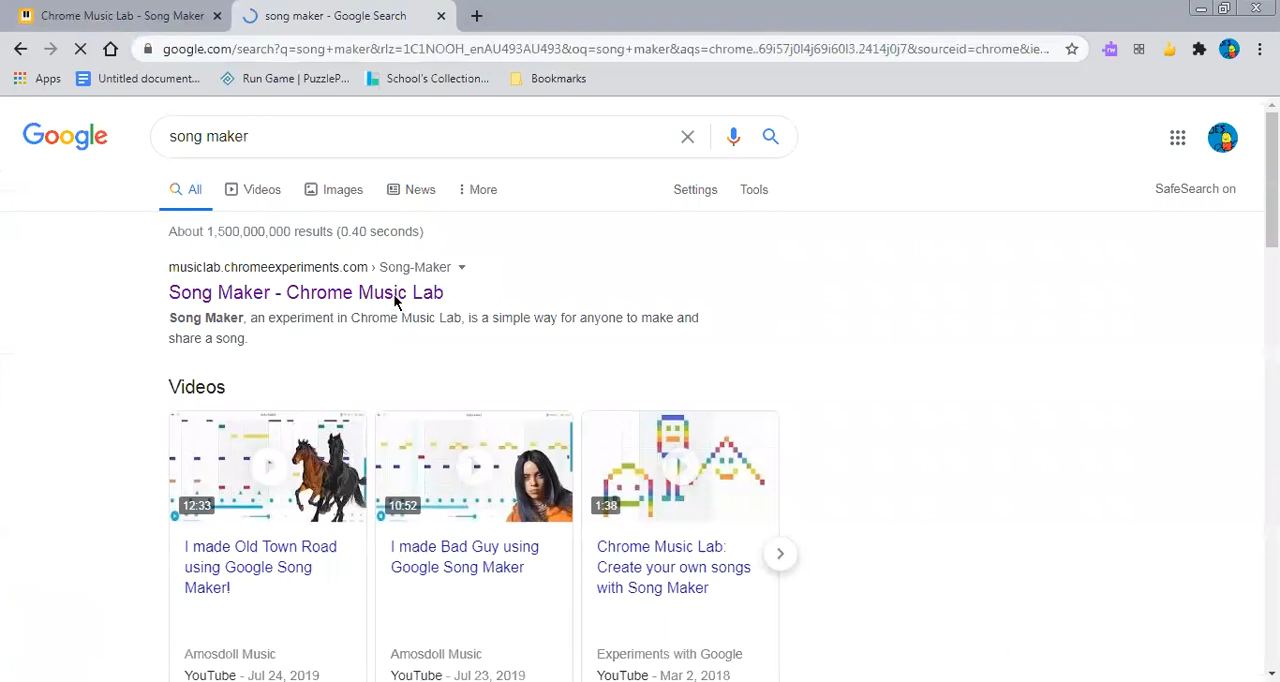 Chrome Music Lab - Song Maker
song maker - Google Search
google.com/search?q=song+maker&rlz=1C1NOOH_enAU493AU493&oq=song+maker&aqs=chrome..69i57j0l4j69i60l3.2414j0j7&sourceid=chrome&ie...
Apps Untitled document... Run Game | PuzzleP... School's Collection... Bookmarks
Google
song maker
All Videos Images News More Settings Tools SafeSearch on
About 1,500,000,000 results (0.40 seconds)
musiclab.chromeexperiments.com › Song-Maker
Song Maker - Chrome Music Lab
Song Maker, an experiment in Chrome Music Lab, is a simple way for anyone to make and
share a song.
Videos
12:33
10:52
1:38
I made Old Town Road
using Google Song
Maker!
Amosdoll Music
YouTube - Jul 24, 2019
I made Bad Guy using
Google Song Maker
Amosdoll Music
YouTube - Jul 23, 2019
Chrome Music Lab:
Create your own songs
with Song Maker
Experiments with Google
YouTube - Mar 2, 2018